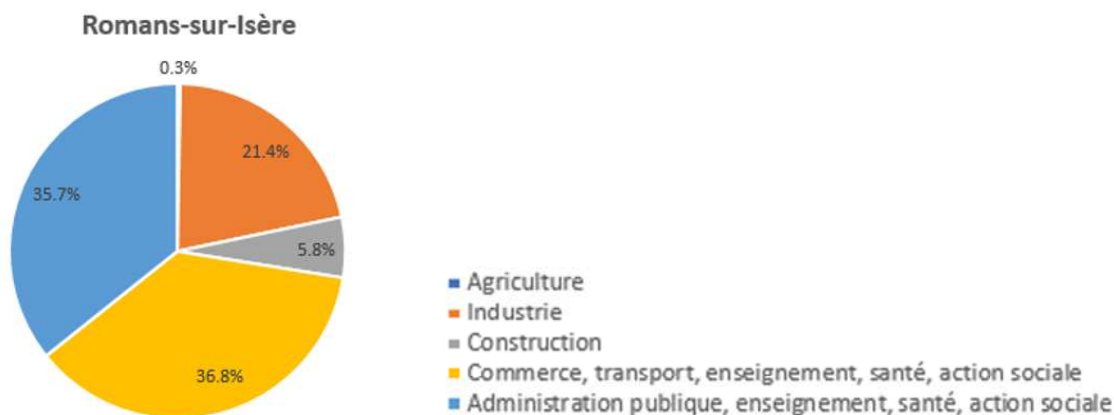 Romans-sur-Isère
0.3%
21.4%
35.7%
5.8%
36.8%
Agriculture
Industrie
Construction
Commerce, transport, enseignement, santé, action sociale
Administration publique, enseignement, santé, action sociale